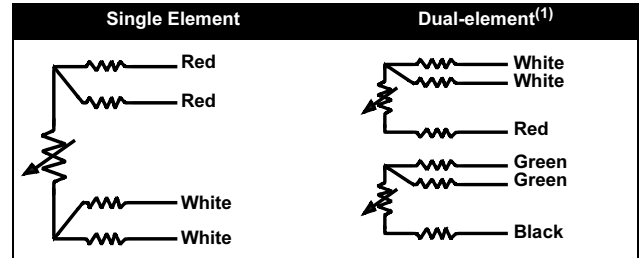 Single Element
Dual-element(1)
Red
Red
White
White
White
White
Red
Green
Green
Black